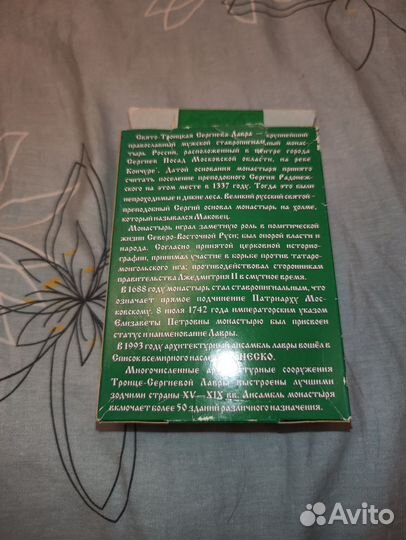 Свято Троицкая Сергиева Лавра — крупнейший
православный мужской ставропигиальный монас-
тырь России, расположенный в центре города
Сергиев Посад Московской области, на реке
Кончуре. Датой основания монастыря принято
считать поселение преподобного Сергия Радонеж-
ского на этом месте в 1337 году. Тогда это были
непроходимые и дикие леса. Великий русский святой -
преподобный Сергий основал монастырь на холме,
который назывался Маковец.
Монастырь играл заметную роль в политической
жизни Северо-Восточной Руси; был опорой власти и
народа. Согласно принятой церковной историо-
графии, принимал участие в борьбе против татаро-
монгольского ига; противодействовал сторонникам
правительства Лжедмитрия II в смутное время.
В 1688 году монастырь стал ставропигиальным, что
означает прямое подчинение Патриарху Мос-
ковскому. 8 июля 1742 года императорским указом
Елизаветы Петровны монастырю был присвоен
статус и наименование Лавры.
В 1993 году архитектурный ансамбль лавры вошёл в
Список всемирного насле ЮНЕСКО.
Многочисленные архитектурные сооружения
Троице-Сергиевой Лавры выстроены лучшими
зодчими страны XV—XIX вв. Ансамбль монастыря
включает более 50 зданий различного назначения.
Avito